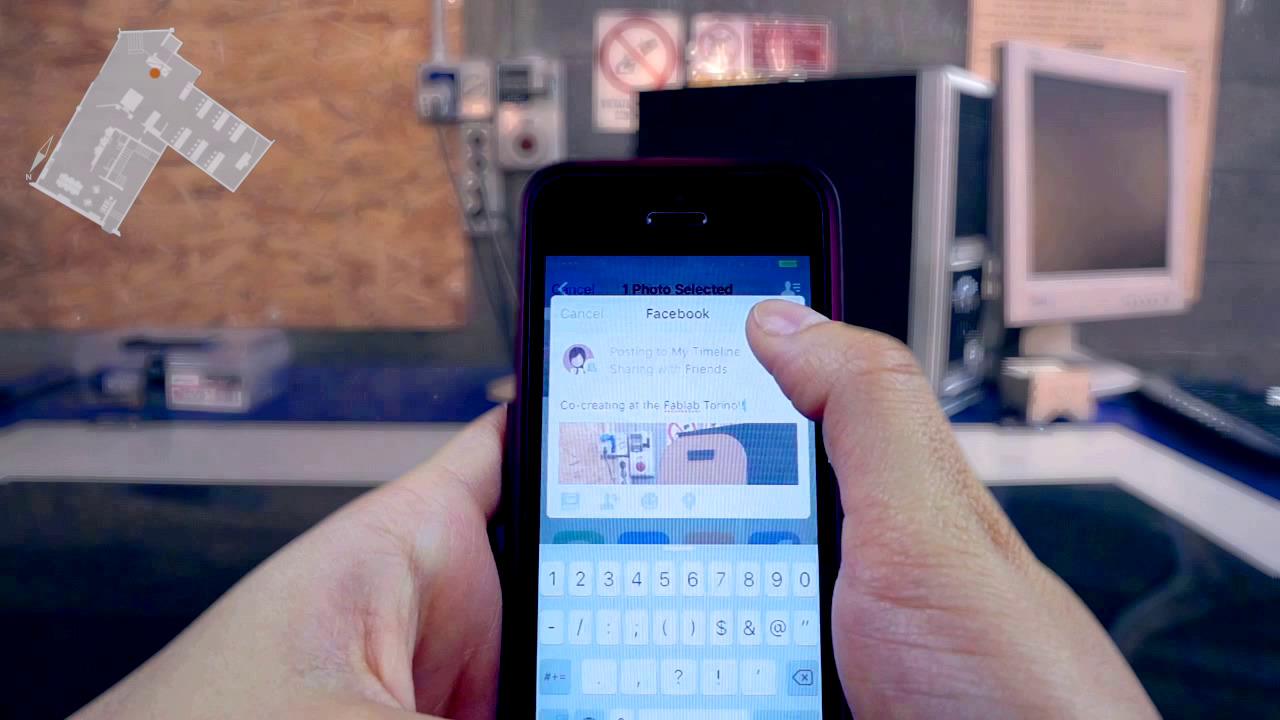 N
Cancel
1 Photo Selected
Cancel
Facebook
Posting to My Timeline
Sharing with Friends
Co-creating at the Fablab Torino!
1 2 3 4 5 6 7 8 9 0
- / : ; ( ) $ & @ "
#+= . , ? ! '